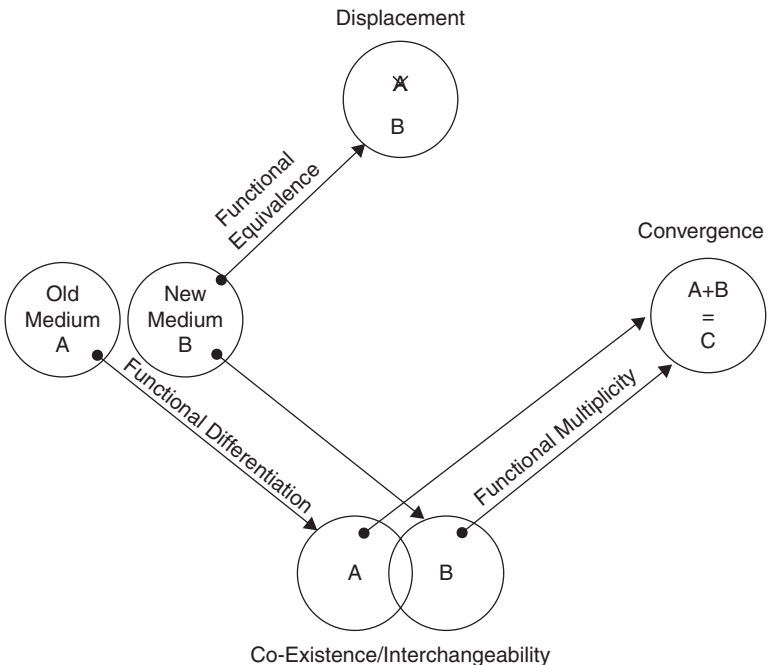 Displacement
A
B
Functional
Equivalence
Convergence
A+B
=
C
Old
Medium
A
New
Medium
B
Functional Differentiation
Functional Multiplicity
A
B
Co-Existence/Interchangeability